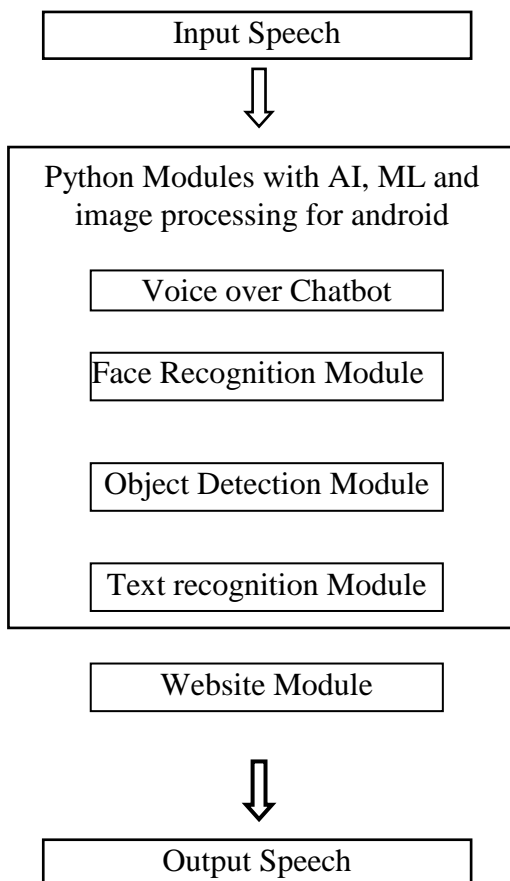 Input Speech
Python Modules with AI, ML and
image processing for android
Voice over Chatbot
Face Recognition Module
Object Detection Module
Text recognition Module
Website Module
Output Speech